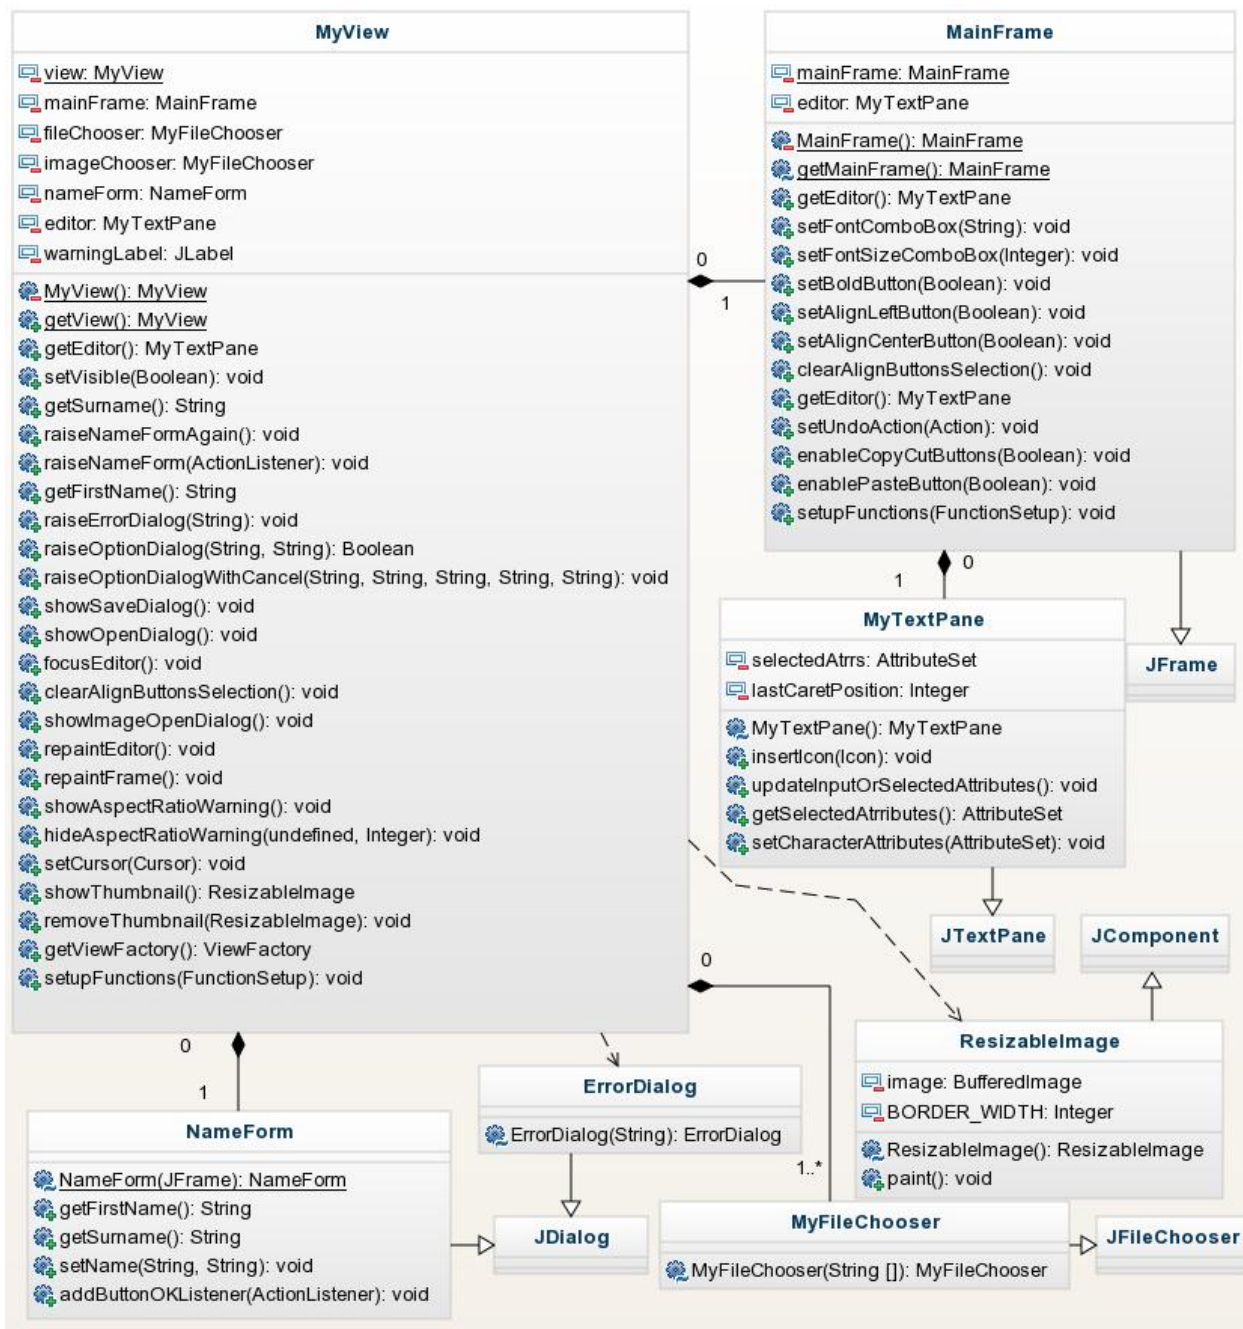 MyView
view: MyView
mainFrame: MainFrame
fileChooser: MyFileChooser
imageChooser: MyFileChooser
nameForm: NameForm
editor: MyTextPane
warningLabel: JLabel
MyView(): MyView
getView(): MyView
getEditor(): MyTextPane
setVisible(Boolean): void
getSurname(): String
raiseNameFormAgain(): void
raiseNameForm(ActionListener): void
getFirstName(): String
raiseErrorDialog(String): void
raiseOptionDialog(String, String): Boolean
raiseOptionDialogWithCancel(String, String, String, String, String): void
showSaveDialog(): void
showOpenDialog(): void
focusEditor(): void
clearAlignButtonsSelection(): void
showImageOpenDialog(): void
repaintEditor(): void
repaintFrame(): void
showAspectRatioWarning(): void
hideAspectRatioWarning(undefined, Integer): void
setCursor(Cursor): void
showThumbnail(): ResizableImage
removeThumbnail(ResizableImage): void
getViewFactory(): ViewFactory
setupFunctions(FunctionSetup): void
0
1
MainFrame
mainFrame: MainFrame
editor: MyTextPane
MainFrame(): MainFrame
getMainFrame(): MainFrame
getEditor(): MyTextPane
setFontComboBox(String): void
setFontSizeComboBox(Integer): void
setBoldButton(Boolean): void
setAlignLeftButton(Boolean): void
setAlignCenterButton(Boolean): void
clearAlignButtonsSelection(): void
getEditor(): MyTextPane
setUndoAction(Action): void
enableCopyCutButtons(Boolean): void
enablePasteButton(Boolean): void
setupFunctions(FunctionSetup): void
0
1
MyTextPane
selectedAtrrs: AttributeSet
lastCaretPosition: Integer
MyTextPane(): MyTextPane
insertIcon(Icon): void
updateInputOrSelectedAttributes(): void
getSelectedAtrributes(): AttributeSet
setCharacterAttributes(AttributeSet): void
JFrame
JTextPane
JComponent
0
1..*
ResizableImage
image: BufferedImage
BORDER_WIDTH: Integer
ResizableImage(): ResizableImage
paint(): void
0
1
NameForm
NameForm(JFrame): NameForm
getFirstName(): String
getSurname(): String
setName(String, String): void
addButtonOKListener(ActionListener): void
ErrorDialog
ErrorDialog(String): ErrorDialog
JDialog
MyFileChooser
MyFileChooser(String []): MyFileChooser
JFileChooser